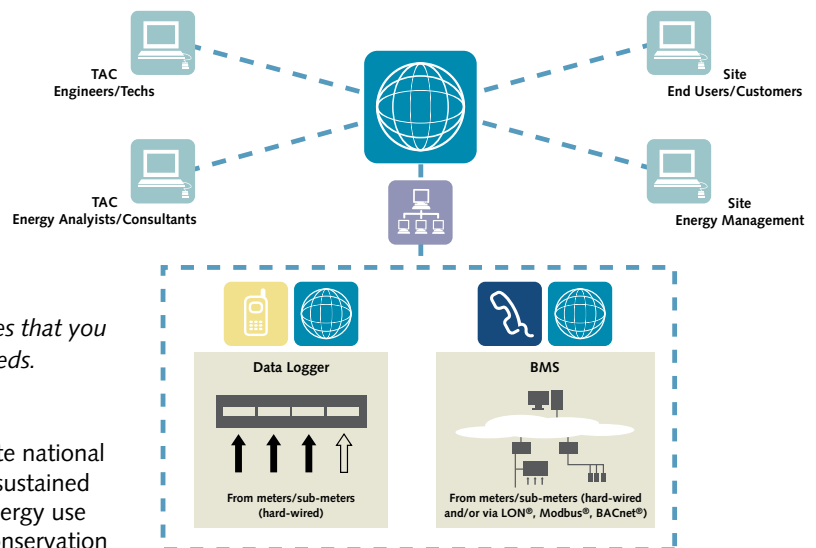 TAC
Engineers/Techs
Site
End Users/Customers
TAC
Energy Analyists/Consultants
Site
Energy Management
es that you
eds.
te national
sustained
ergy use
onservation
Data Logger
From meters/sub-meters
(hard-wired)
BMS
From meters/sub-meters (hard-wired
and/or via LON®, Modbus®, BACnet®)